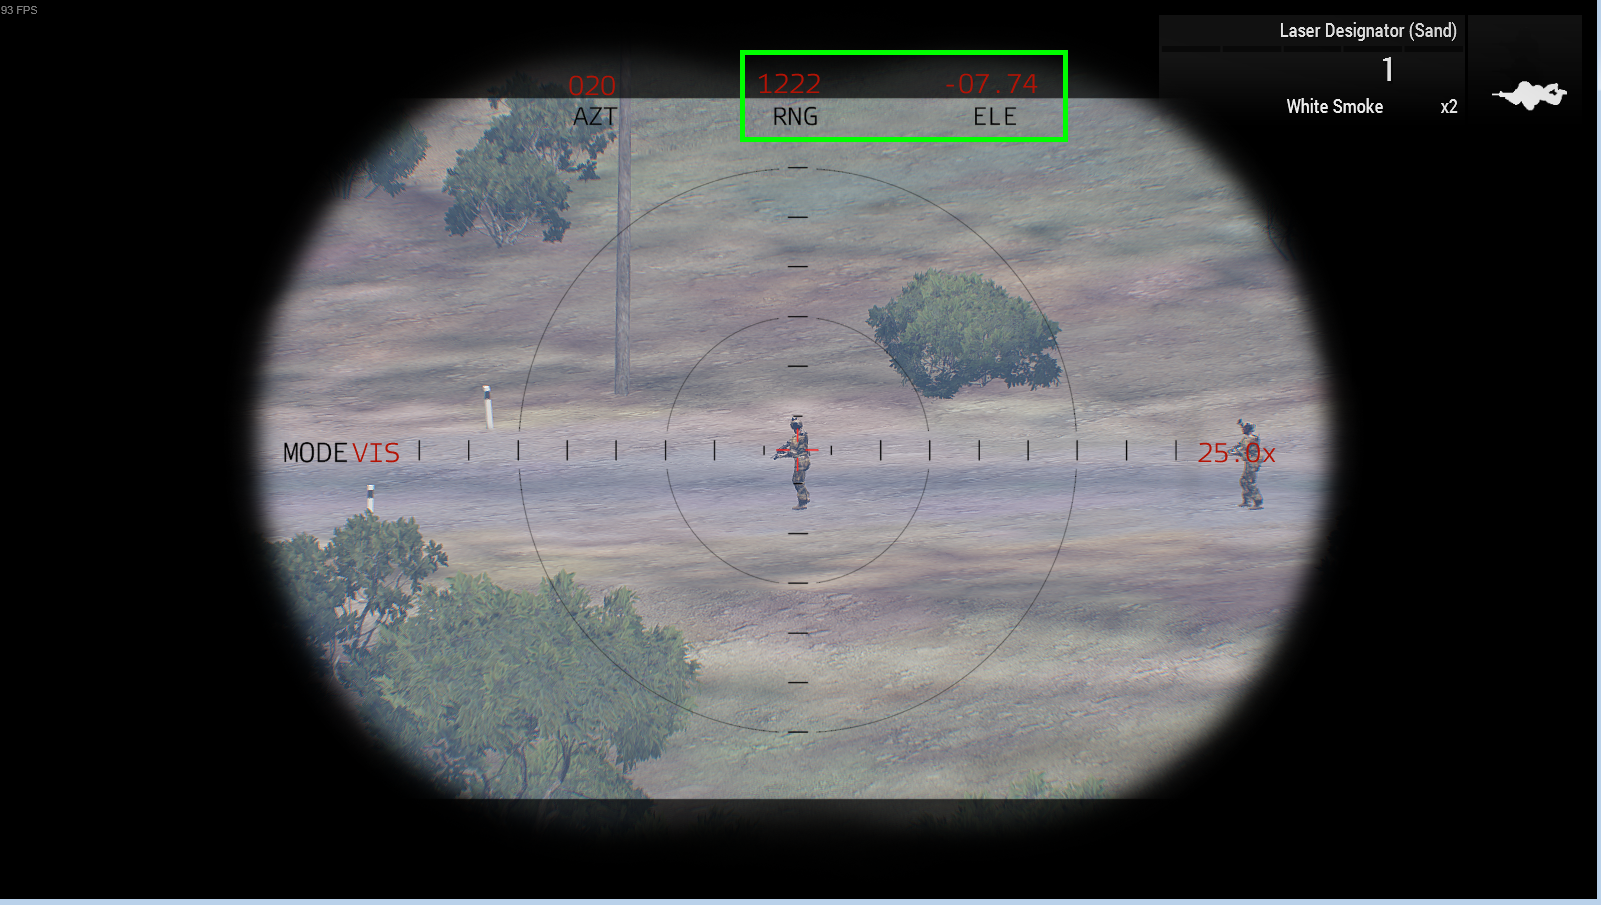 93 FPS
Laser Designator (Sand)
1
White Smoke x2
020 1222 -07.74
AZT RNG ELE
MODE VIS 25.0x